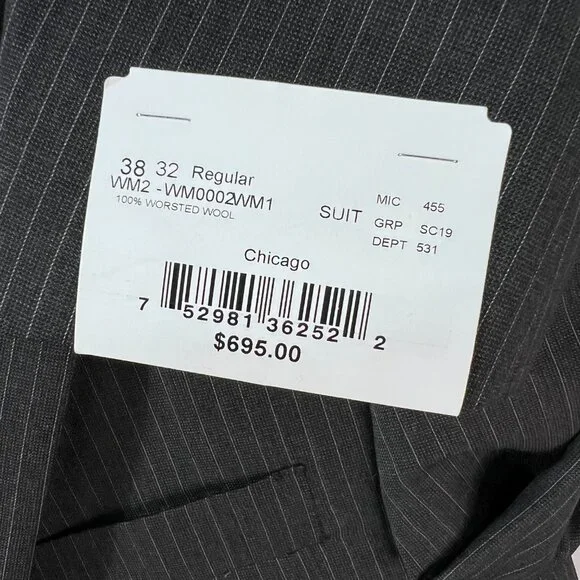 38 32 Regular
WM2 -WM0002WM1
100% WORSTED WOOL
SUIT
MIC 455
GRP SC19
DEPT 531
Chicago
7 52981 36252 2
$695.00